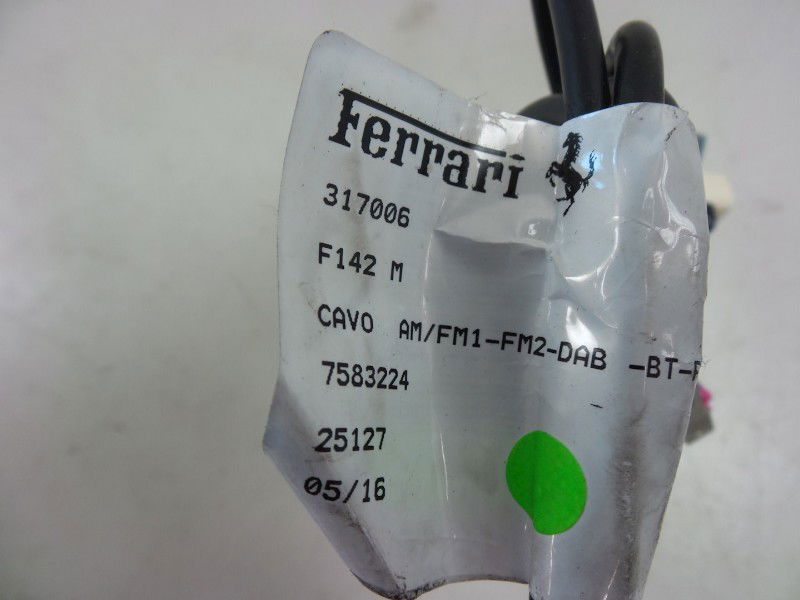 Ferrari
317006
F142 M
CAVO AM/FM1-FM2-DAB -BT-
7583224
25127
05/16